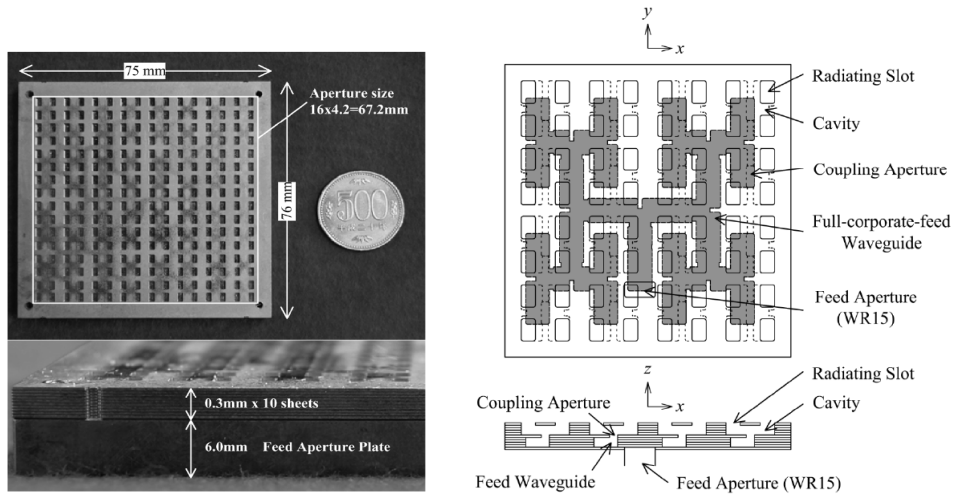 75 mm
Aperture size
16x4.2=67.2mm
76 mm
500
0.3mm x 10 sheets
6.0mm Feed Aperture Plate
y
x
Radiating Slot
Cavity
Coupling Aperture
Full-corporate-feed
Waveguide
Feed Aperture
(WR15)
z
x
Radiating Slot
Coupling Aperture
Cavity
Feed Waveguide
Feed Aperture (WR15)